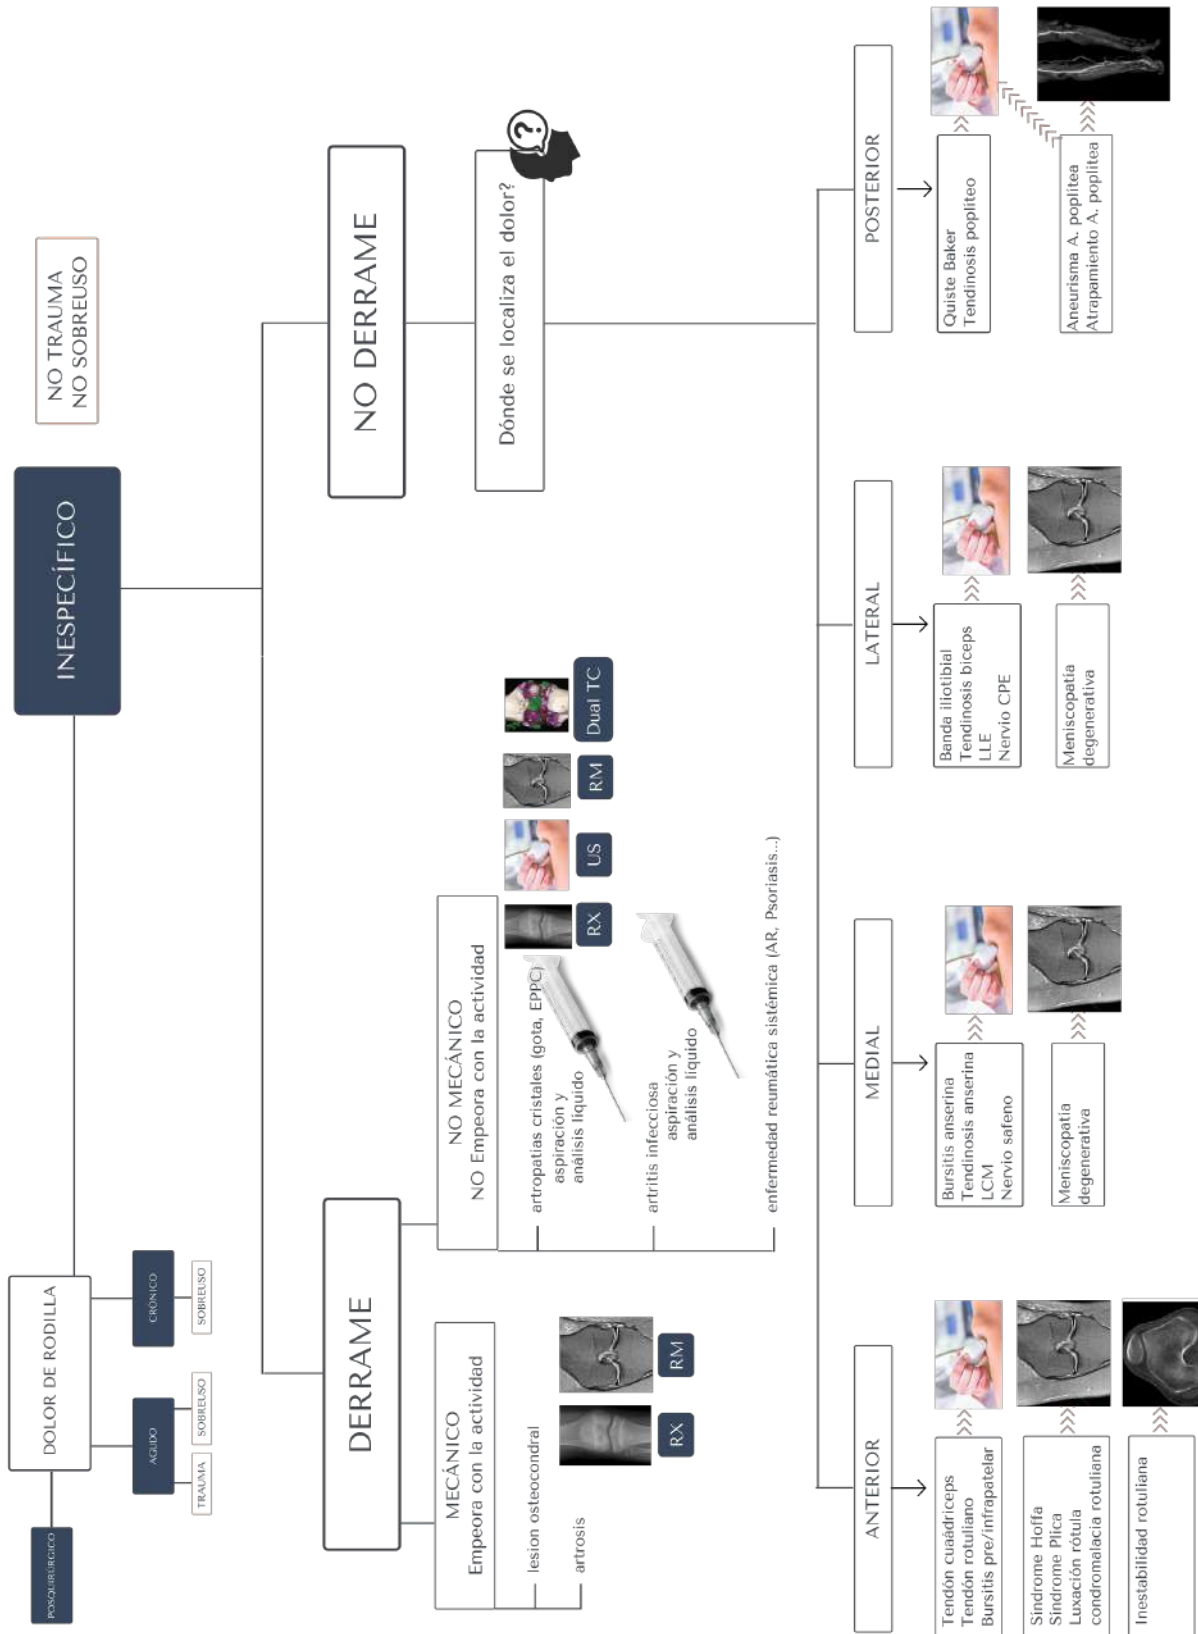 POSQUIRÚRGICO
DOLOR DE RODILLA
AGUDO
TRAUMA
SOBREUSO
CRÓNICO
SOBREUSO
INESPECÍFICO
NO TRAUMA
NO SOBREUSO
DERRAME
MECÁNICO
Empeora con la actividad
lesion osteocondral
artrosis
RX
RM
NO MECÁNICO
NO Empeora con la actividad
artropatias cristales (gota, EPPC)
aspiración y
análisis liquido
artritis infecciosa
aspiración y
análisis líquido
enfermedad reumática sistémica (AR, Psoriasis...)
RX
US
RM
Dual TC
NO DERRAME
Dónde se localiza el dolor?
?
ANTERIOR
Tendón cuaádriceps
Tendón rotuliano
Bursitis pre/infrapatelar
Síndrome Hoffa
Síndrome Plica
Luxación rótula
condromalacia rotuliana
Inestabilidad rotuliana
MEDIAL
Bursitis anserina
Tendinosis anserina
LCM
Nervio safeno
Meniscopatia
degenerativa
LATERAL
Banda iliotibial
Tendinosis biceps
LLE
Nervio CPE
Meniscopatia
degenerativa
POSTERIOR
Quiste Baker
Tendinosis popliteo
Aneurisma A. poplitea
Atrapamiento A. poplitea